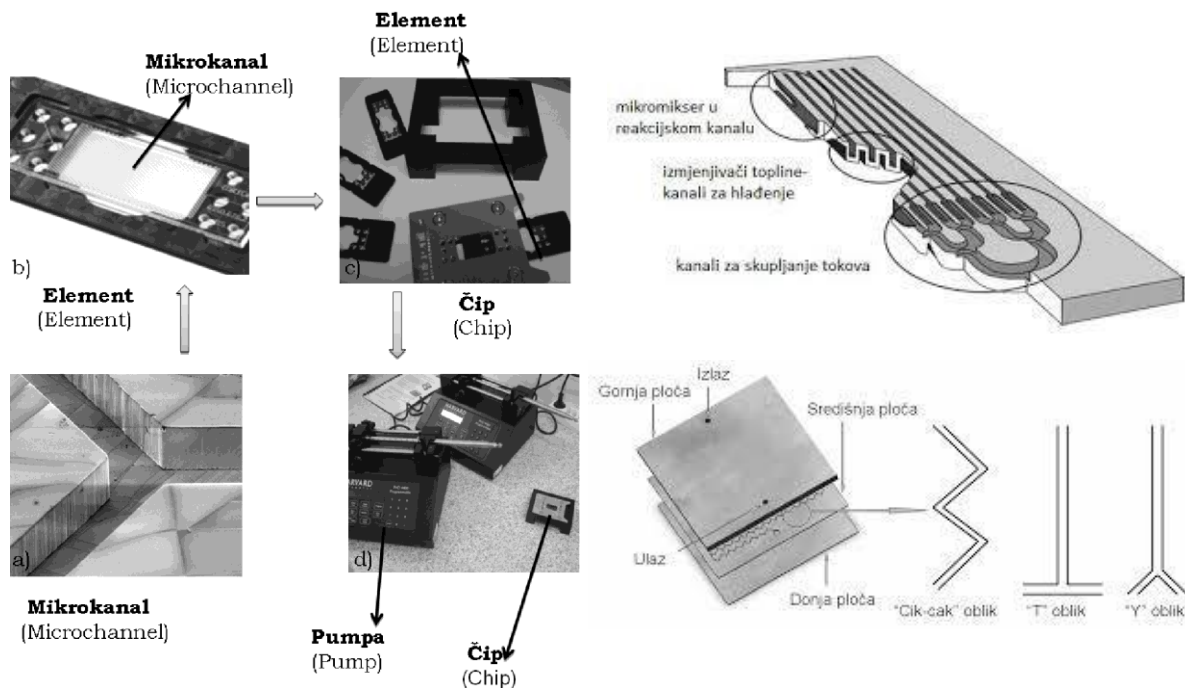 Element
(Element)
Mikrokanal
(Microchannel)
b)
c)
Element
(Element)
Čip
(Chip)
a)
d)
HARVARD
HARVARD
Mikrokanal
(Microchannel)
Pumpa
(Pump)
Čip
(Chip)
mikromikser u
reakcijskom kanalu
izmjenjivači topline-
kanali za hlađenje
kanali za skupljanje tokova
Izlaz
Gornja ploča
Središnja ploča
Ulaz
Donja ploča
"Cik-cak" oblik
"T" oblik
"Y" oblik